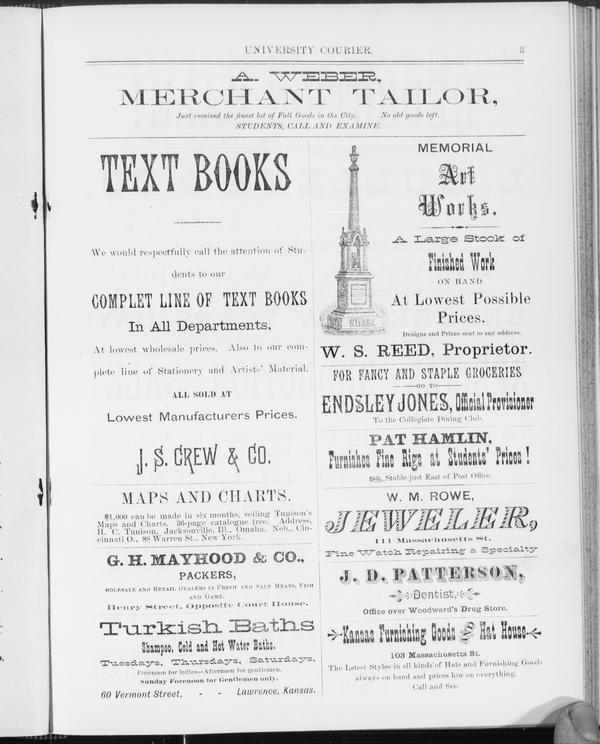 UNIVERSITY COURIER. 3
A. WEBER,
MERCHANT TAILOR,
Just received the finest lot of Fall Goods in the City. No old goods left.
STUDENTS, CALL AND EXAMINE.
TEXT BOOKS
We would respectfully call the attention of Stu-
dents to our
COMPLET LINE OF TEXT BOOKS
In All Departments,
At lowest wholesale prices. Also to our com-
plete line of Stationery and Artists' Material.
ALL SOLD AT
Lowest Manufacturers Prices.
J. S. CREW & CO.
MAPS AND CHARTS.
$1,000 can be made in six months, selling Tunison's
Maps and Charts. 36-page catalogue free. Address,
H. C. Tunison, Jacksonville, Ill., Omaha, Neb., Cin-
cinnati O., 88 Warren St., New York.
G. H. MAYHOOD & CO.,
PACKERS,
HOLESALE AND RETAIL DEALERS IN FRESH AND SALT MEATS, FISH
AND GAME.
Henry Street, Opposite Court House.
Turkish Baths
Shampoo, Cold and Hot Water Baths.
Tuesdays, Thursdays, Saturdays.
Forenoon for ladies—Afternoon for gentlemen.
Sunday Forenoon for Gentlemen only.
60 Vermont Street, - - Lawrence, Kansas.
MEMORIAL
Art
Works.
A Large Stock of
Finished Work
ON HAND
At Lowest Possible
Prices.
Designs and Prices sent to any address.
W. S. REED, Proprietor.
FOR FANCY AND STAPLE GROCERIES
GO TO
ENDSLEY JONES, Official Provisioner
To the Collegiate Dining Club.
PAT HAMLIN,
Furnishes Fine Rigs at Students' Prices!
Stable just East of Post Office.
W. M. ROWE,
JEWELER,
111 Massachusetts St.
Fine Watch Repairing a Specialty
J. D. PATTERSON,
Dentist,
Office over Woodward's Drug Store.
Kansas Furnishing Goods and Hat House
103 Massachusetts St.
The Latest Styles in all kinds of Hats and Furnishing Goods
always on hand and prices low on everything.
Call and See.